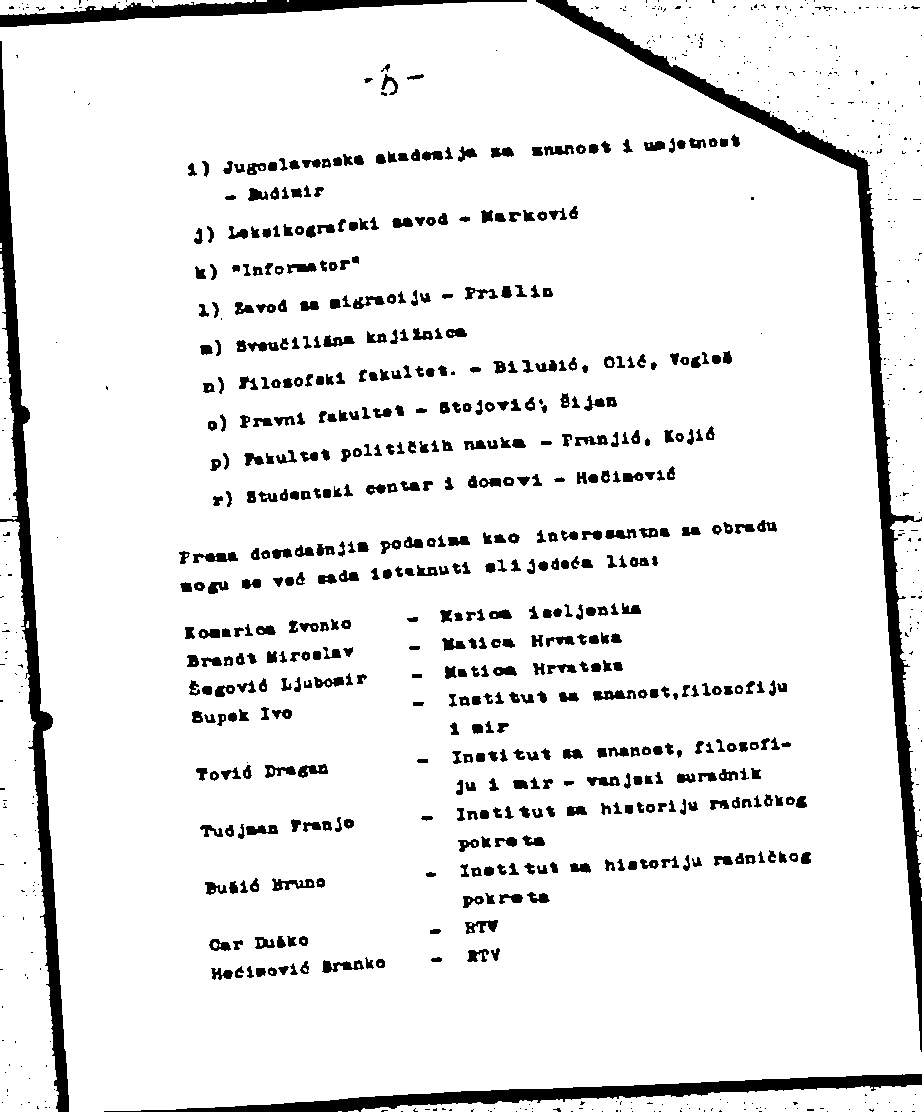 -6-
i) Jugoslavenska akademija za znanost i umjetnost
- Budimir
j) Leksikografski zavod - Marković
k) "Informator"
l) Zavod za migraciju - Prišlin
m) Sveučilišna knjižnica
n) Filozofski fakultet. - Bilušić, Olić, Vogleš
o) Pravni fakultet - Stojović, Šijan
p) Fakultet političkih nauka - Franjić, Kojić
r) Studentski centar i domovi - Hećimović
Prema dosadašnjim podacima kao interesantna za obradu
mogu se već sada istaknuti slijedeća lica:
Komarica Zvonko - Marica iseljenika
Brandt Miroslav - Matica Hrvatska
Šegović Ljubomir - Matica Hrvatska
Supek Ivo - Institut za znanost,filozofiju
i mir
Tović Dragan - Institut za znanost, filozofi-
ju i mir - vanjski suradnik
Tudjman Franjo - Institut za historiju radničkog
pokreta
Bušić Bruno - Institut za historiju radničkog
pokreta
Car Duško - RTV
Hećimović Branko - RTV